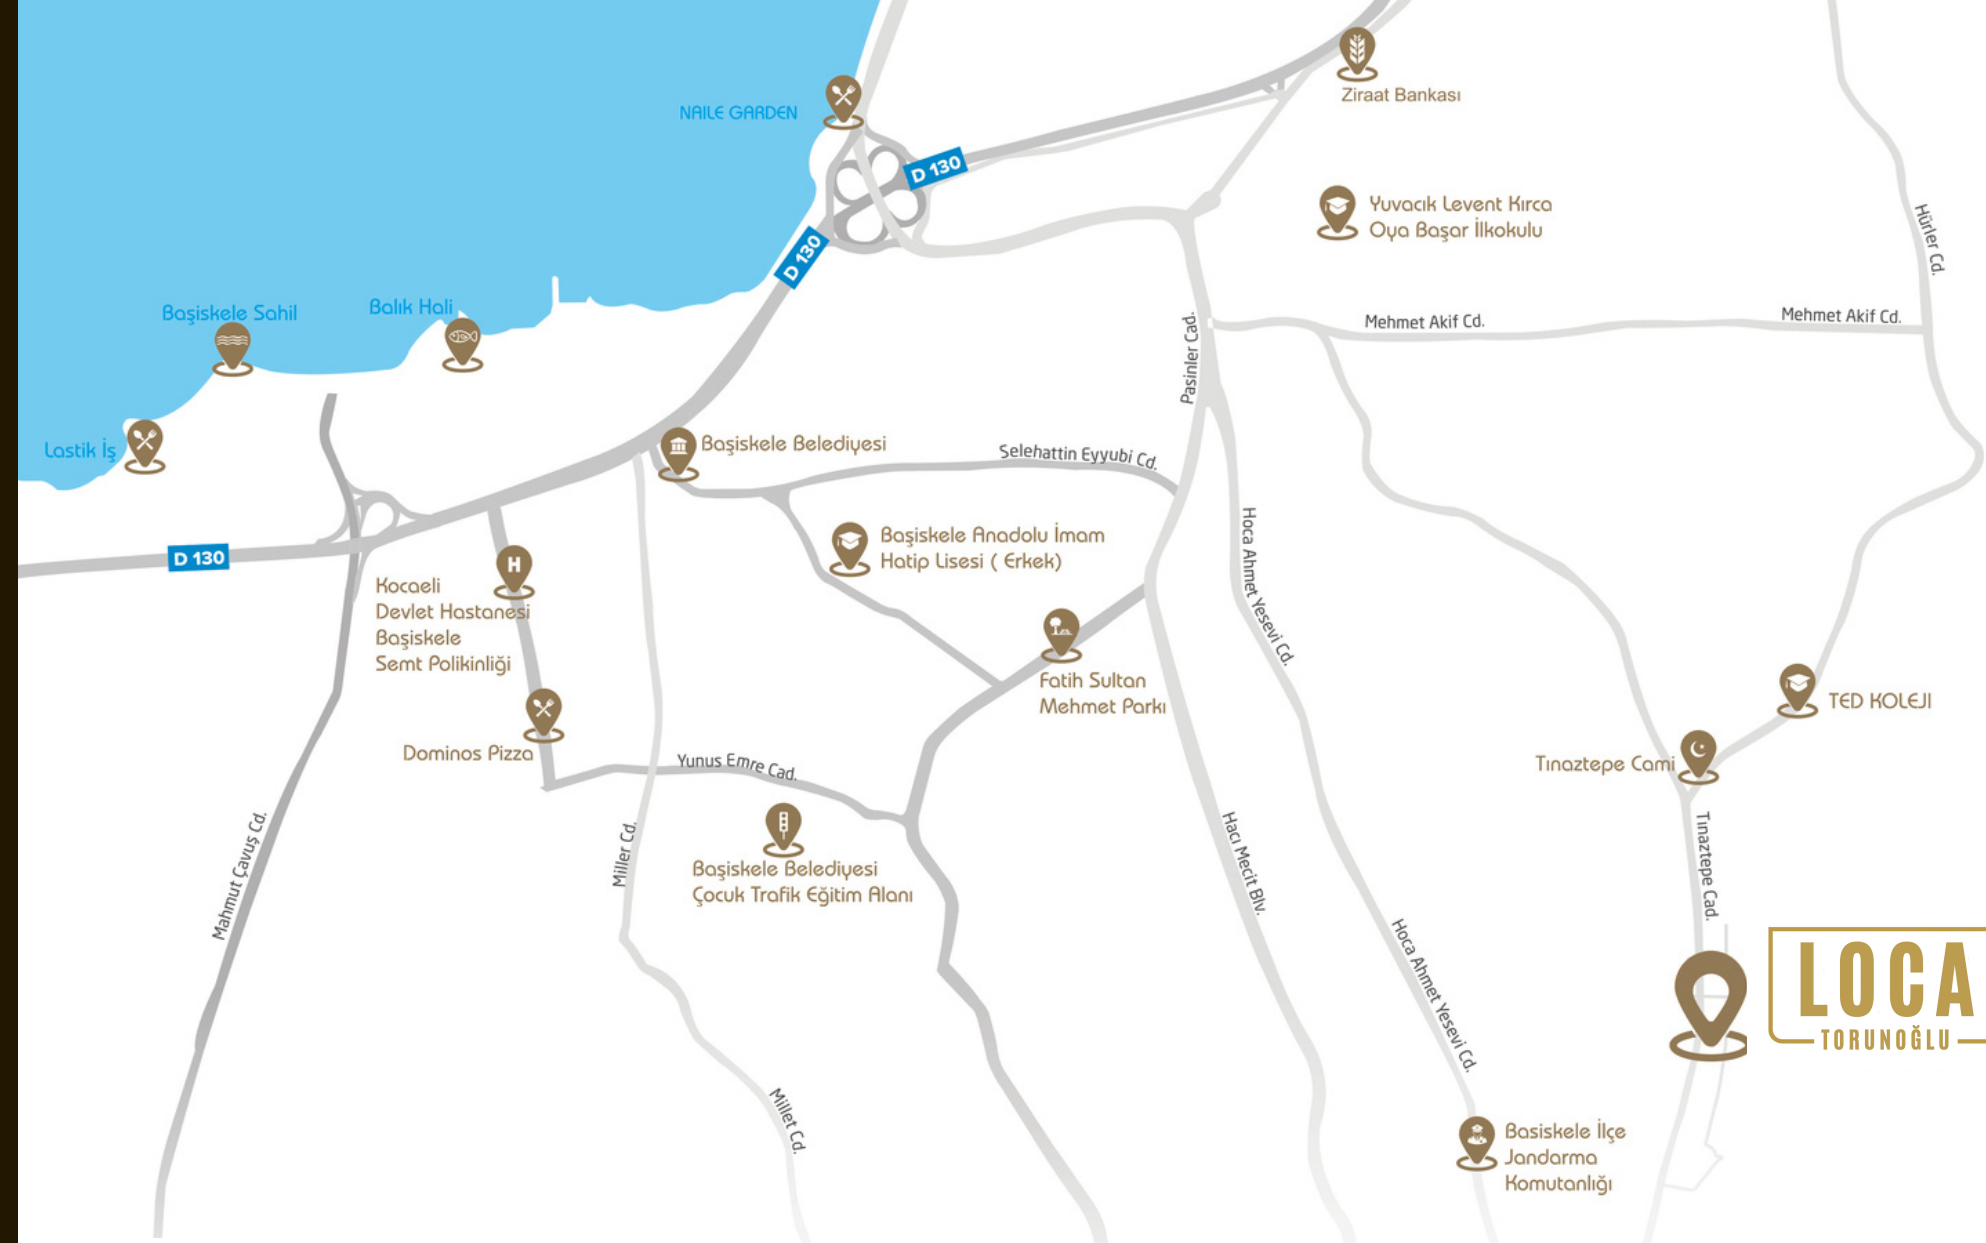 Ziraat Bankası
NAILE GARDEN
D 130
Yuvacık Levent Kırca
Oya Başar İlkokulu
Hürler Cd.
D 130
Başiskele Sahil
Balık Hali
Mehmet Akif Cd.
Mehmet Akif Cd.
Pasinler Cad.
Lastik İş
Başiskele Belediyesi
Selehattin Eyyubi Cd.
D 130
Başiskele Anadolu İmam
Hatip Lisesi ( Erkek)
Hoca Ahmet Yesevi Cd.
H
Kocaeli
Devlet Hastanesi
Başiskele
Semt Polikinliği
Fatih Sultan
Mehmet Parkı
TED KOLEJI
Dominos Pizza
Yunus Emre Cad.
Tınaztepe Cami
Mahmut Çavuş Cd.
Miller Cd.
Başiskele Belediyesi
Çocuk Trafik Eğitim Alanı
Hacı Mecit Blv.
Tınaztepe Cad.
Hoca Ahmet Yesevi Cd.
LOCA
TORUNOĞLU
Millet Cd.
Basiskele İlçe
Jandarma
Komutanlığı